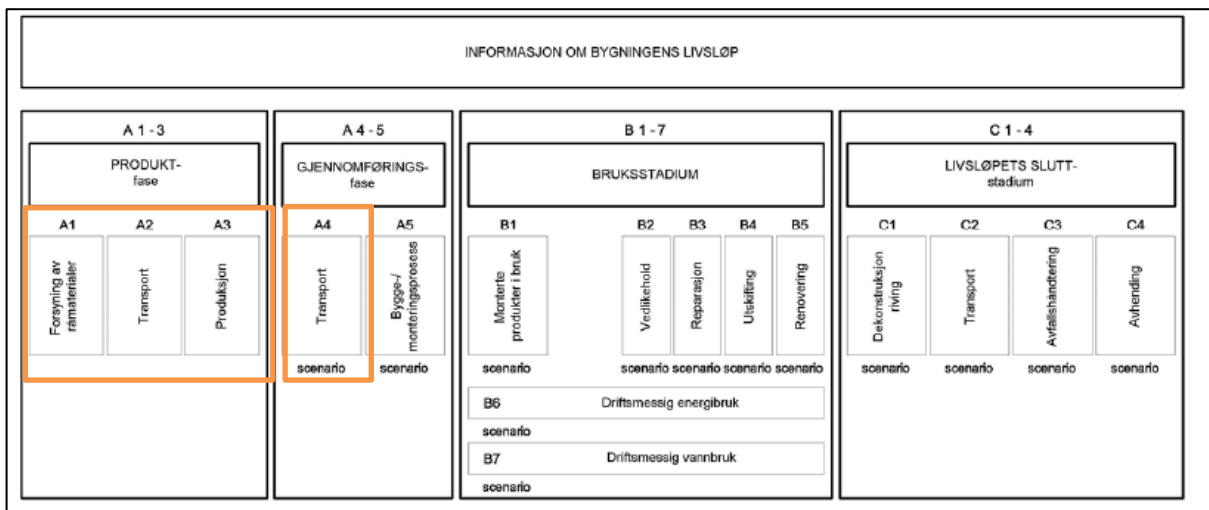 INFORMASJON OM BYGNINGENS LIVSLØP
A 1 - 3
PRODUKT-
fase
A1
A2
A3
Forsyning av
råmaterialer
Transport
Produksjon
A 4 - 5
GJENNOMFØRINGS-
fase
A4
A5
Transport
Bygge-/
monteringsprosess
scenario
scenario
B 1 - 7
BRUKSSTADIUM
B1
B2
B3
B4
B5
Monterte
produkter i bruk
Vedlikehold
Reparasjon
Utskifting
Renovering
scenario
scenario scenario scenario scenario
B6
Driftsmessig energibruk
scenario
B7
Driftsmessig vannbruk
scenario
C 1 - 4
LIVSLØPETS SLUTT-
stadium
C1
C2
C3
C4
Dekonstruksjon
riving
Transport
Avfallshåndtering
Avhending
scenario
scenario
scenario
scenario